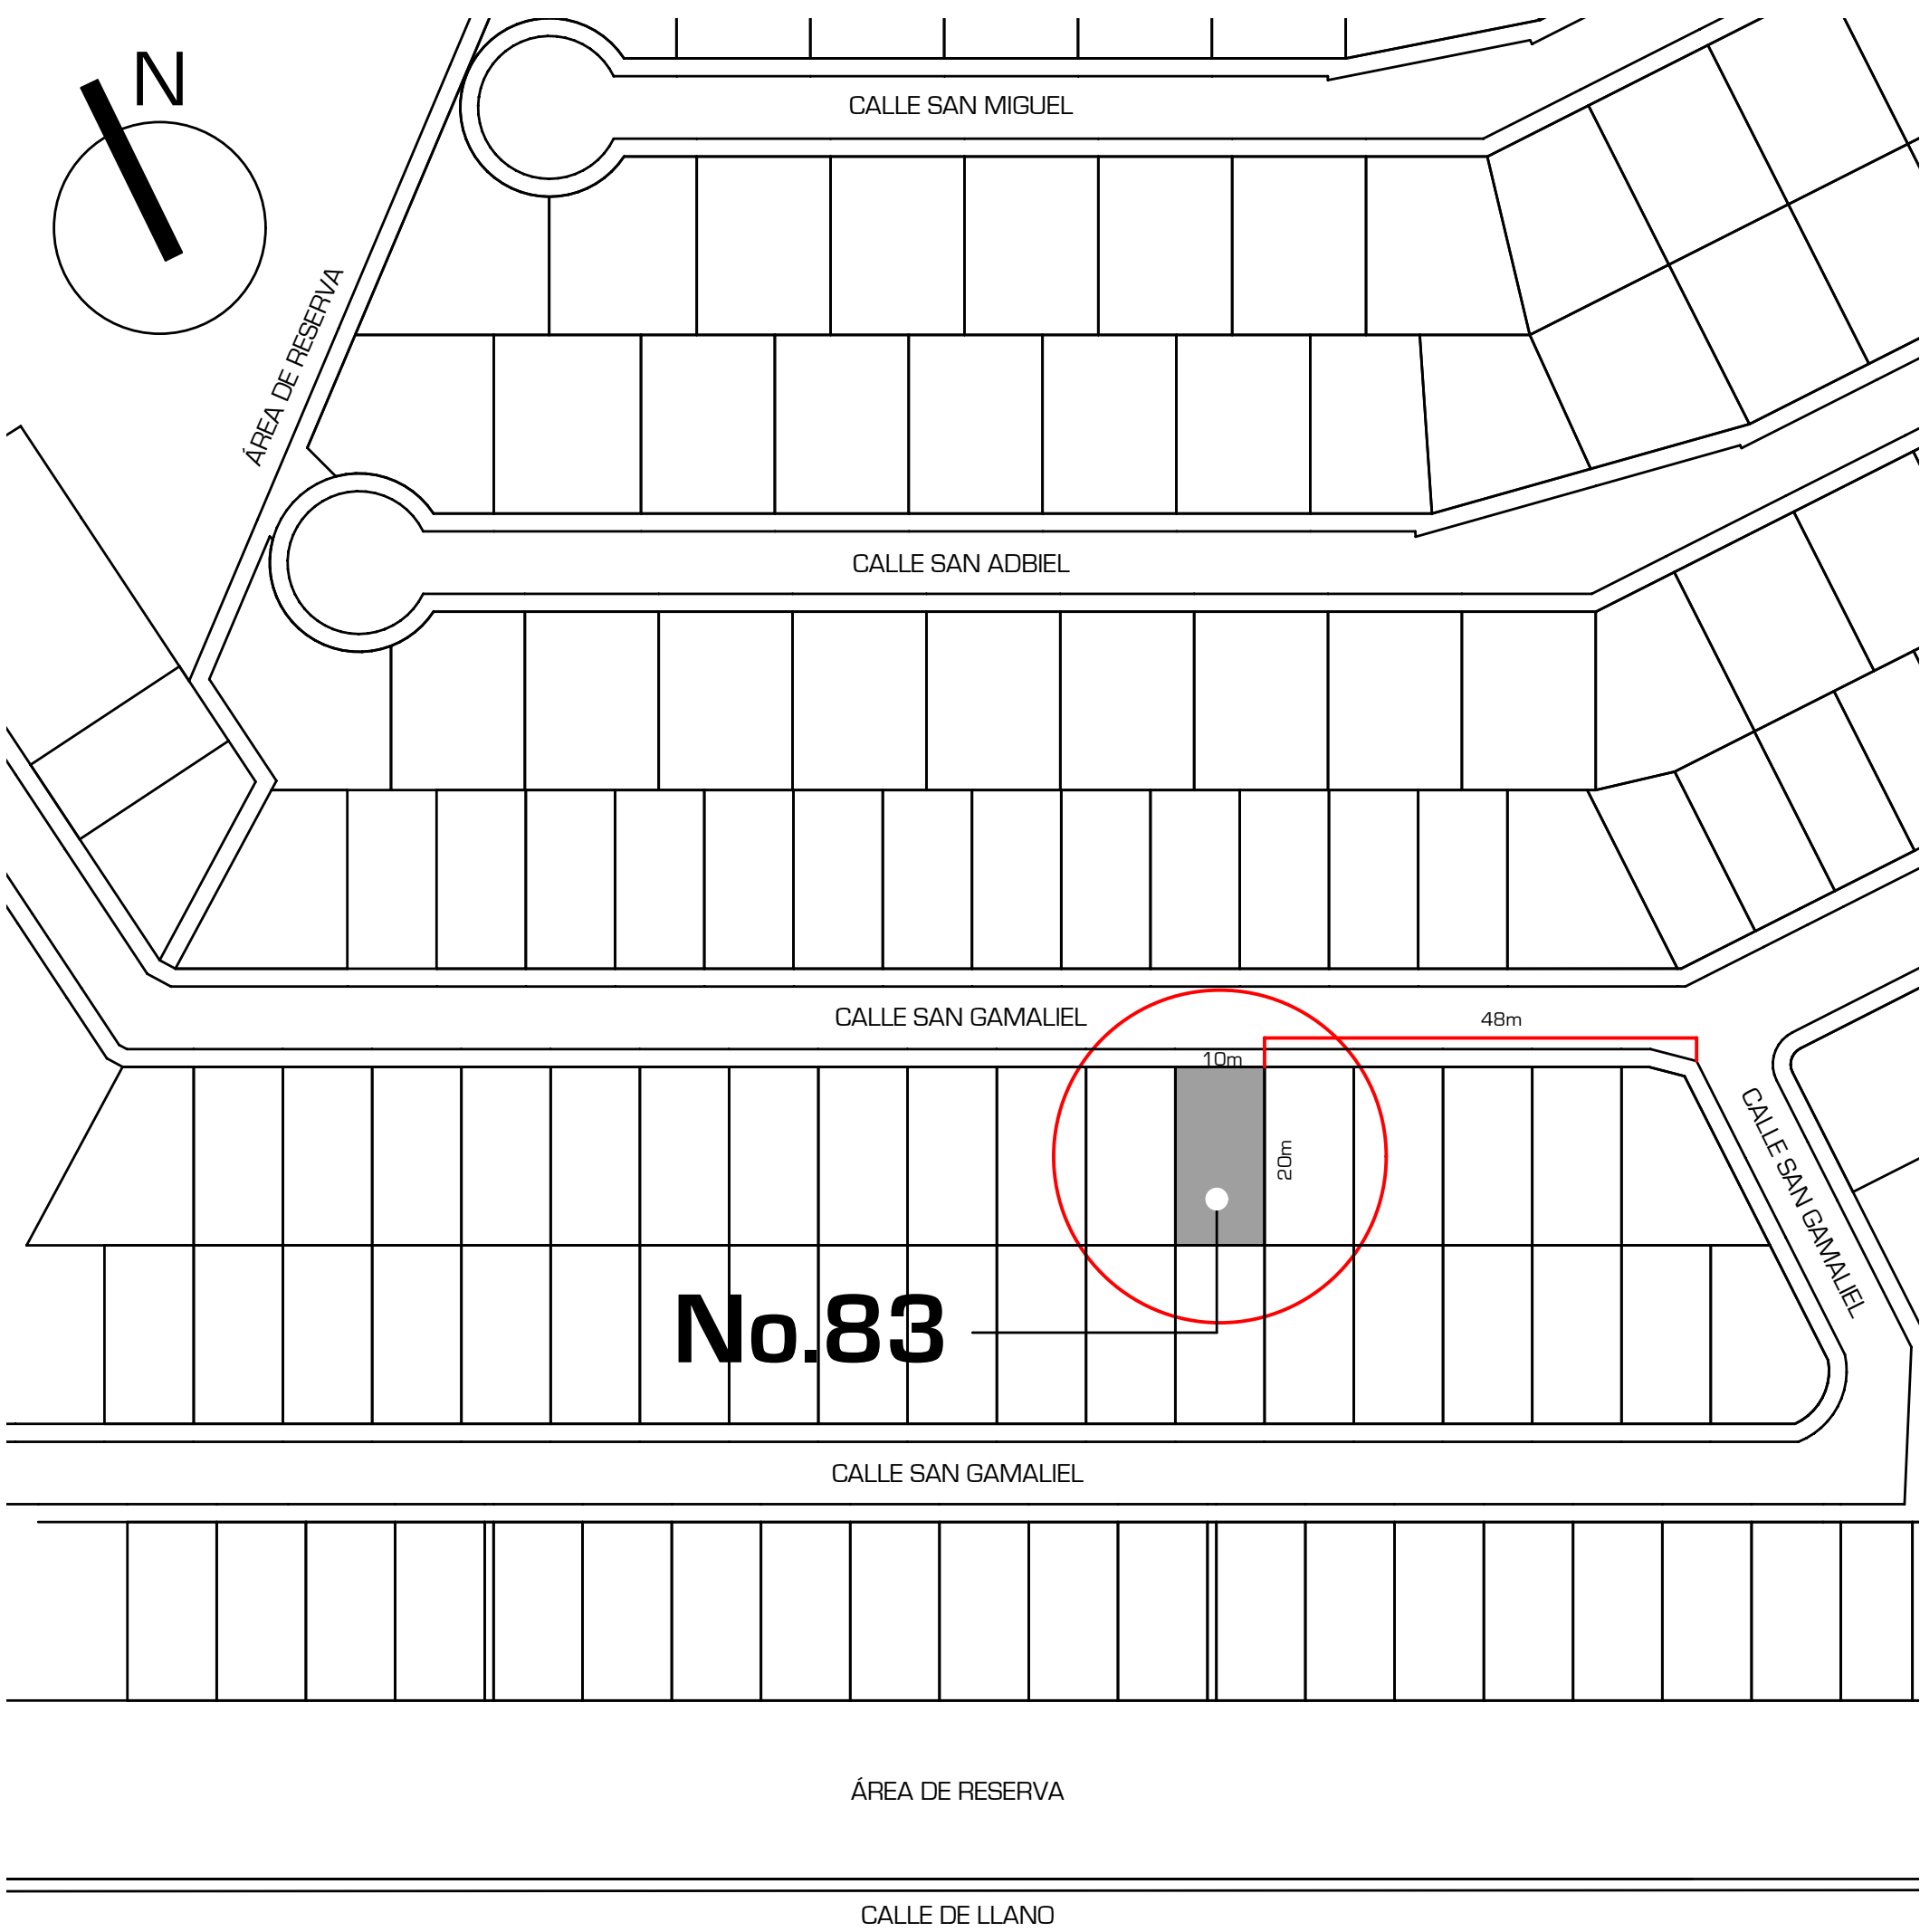 N
CALLE SAN MIGUEL
ÁREA DE RESERVA
CALLE SAN ADBIEL
CALLE SAN GAMALIEL
48m
10m
20m
CALLE SAN GAMALIEL
No.83
CALLE SAN GAMALIEL
ÁREA DE RESERVA
CALLE DE LLANO